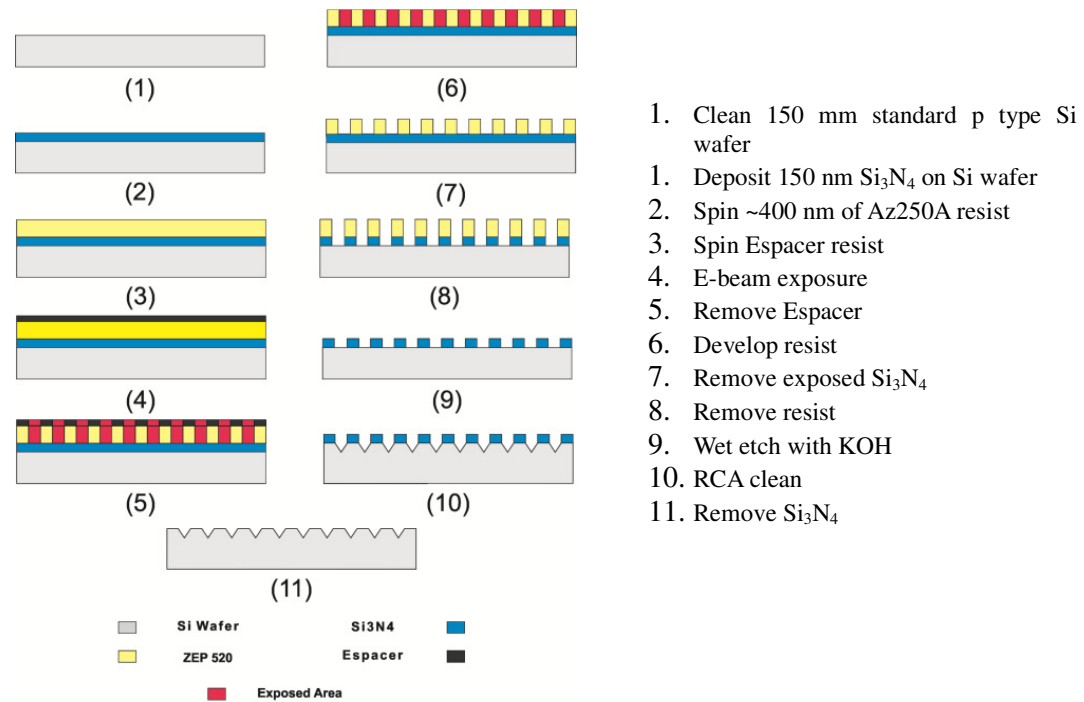 (1)
(2)
(3)
(4)
(5)
(6)
(7)
(8)
(9)
(10)
(11)
Si Wafer
Si3N4
ZEP 520
Espacer
Exposed Area
1. Clean 150 mm standard p type Si
wafer
1. Deposit 150 nm Si₃N₄ on Si wafer
2. Spin ~400 nm of Az250A resist
3. Spin Espacer resist
4. E-beam exposure
5. Remove Espacer
6. Develop resist
7. Remove exposed Si₃N₄
8. Remove resist
9. Wet etch with KOH
10. RCA clean
11. Remove Si₃N₄